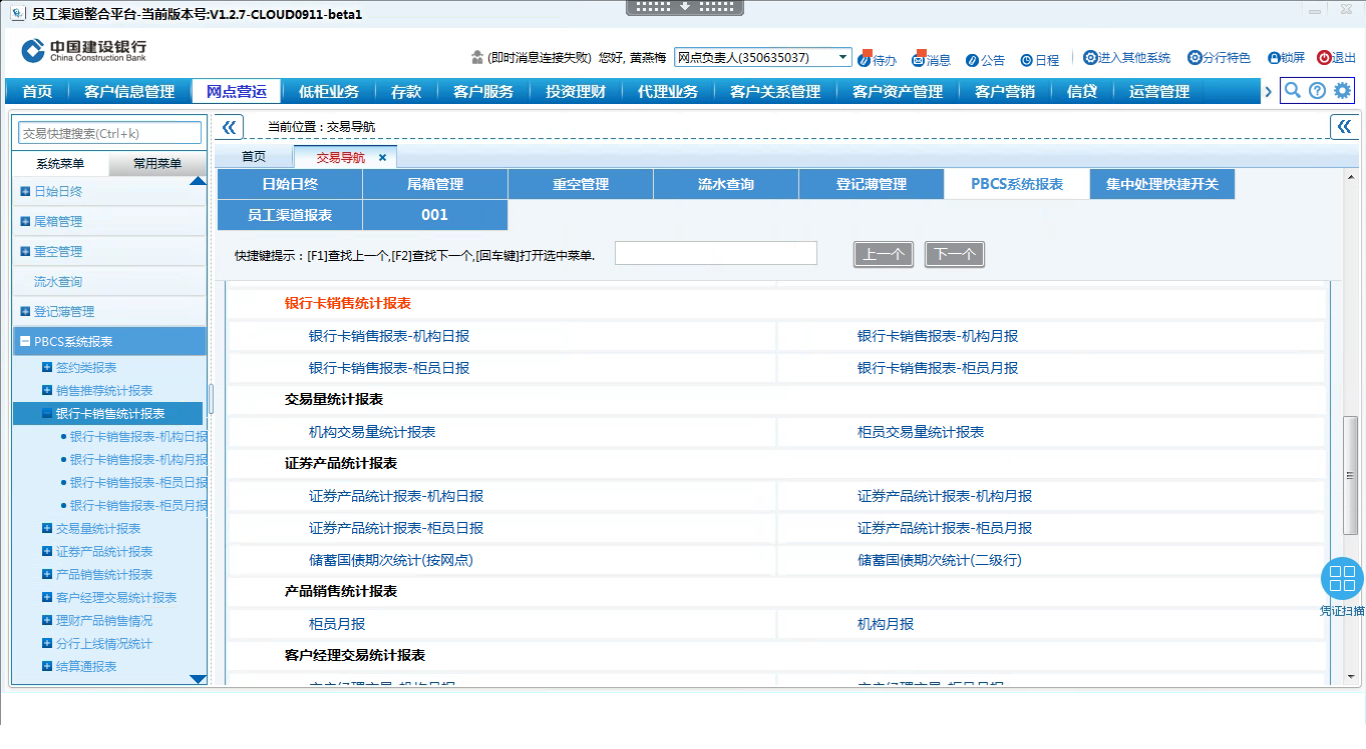 员工渠道整合平台-当前版本号:V1.2.7-CLOUD0911-beta1
中国建设银行
China Construction Bank
(即时消息连接失败) 您好, 黄燕梅 网点负责人(350635037) 待办 消息 公告 日程 进入其他系统 分行特色 锁屏 退出
首页 客户信息管理 网点营运 低柜业务 存款 客户服务 投资理财 代理业务 客户关系管理 客户资产管理 客户营销 信贷 运营管理
交易快捷搜索(Ctrl+k)
系统菜单 常用菜单
日始日终
尾箱管理
重空管理
流水查询
登记薄管理
PBCS系统报表
签约类报表
销售推荐统计报表
银行卡销售统计报表
银行卡销售报表-机构日报
银行卡销售报表-机构月报
银行卡销售报表-柜员日报
银行卡销售报表-柜员月报
交易量统计报表
证券产品统计报表
产品销售统计报表
客户经理交易统计报表
理财产品销售情况
分行上线情况统计
结算通报表
当前位置：交易导航
首页 交易导航 ×
日始日终 尾箱管理 重空管理 流水查询 登记薄管理 PBCS系统报表 集中处理快捷开关
员工渠道报表 001
快捷键提示：[F1]查找上一个,[F2]查找下一个,[回车键]打开选中菜单. 上一个 下一个
银行卡销售统计报表
银行卡销售报表-机构日报 银行卡销售报表-机构月报
银行卡销售报表-柜员日报 银行卡销售报表-柜员月报
交易量统计报表
机构交易量统计报表 柜员交易量统计报表
证券产品统计报表
证券产品统计报表-机构日报 证券产品统计报表-机构月报
证券产品统计报表-柜员日报 证券产品统计报表-柜员月报
储蓄国债期次统计(按网点) 储蓄国债期次统计(二级行)
产品销售统计报表
柜员月报 机构月报
客户经理交易统计报表
凭证扫描